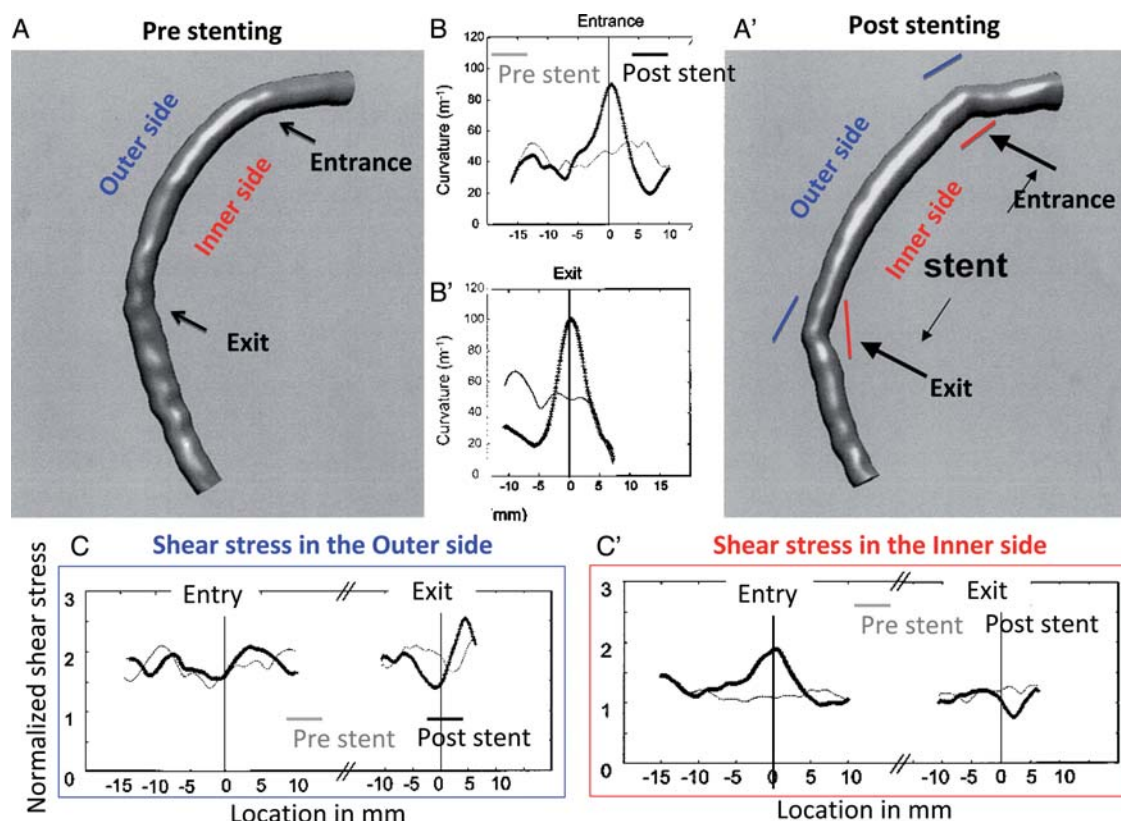 A
Pre stenting
Outer side
Inner side
Entrance
Exit
B
Entrance
120
100
80
60
40
20
0
Curvature (m⁻¹)
Pre stent
Post stent
-15 -10 -5 0 5 10
B'
Exit
120
100
80
60
40
20
0
Curvature (m⁻¹)
-10 -5 0 5 10 15
mm)
A'
Post stenting
Outer side
Inner side
Entrance
stent
Exit
C
Shear stress in the Outer side
Normalized shear stress
3
2
1
0
Entry
Exit
Pre stent
Post stent
-15 -10 -5 0 5 10
-10 -5 0 5 10
Location in mm
C'
Shear stress in the Inner side
3
2
1
0
Entry
Exit
Pre stent
Post stent
-15 -10 -5 0 5 10
-10 -5 0 5 10
Location in mm